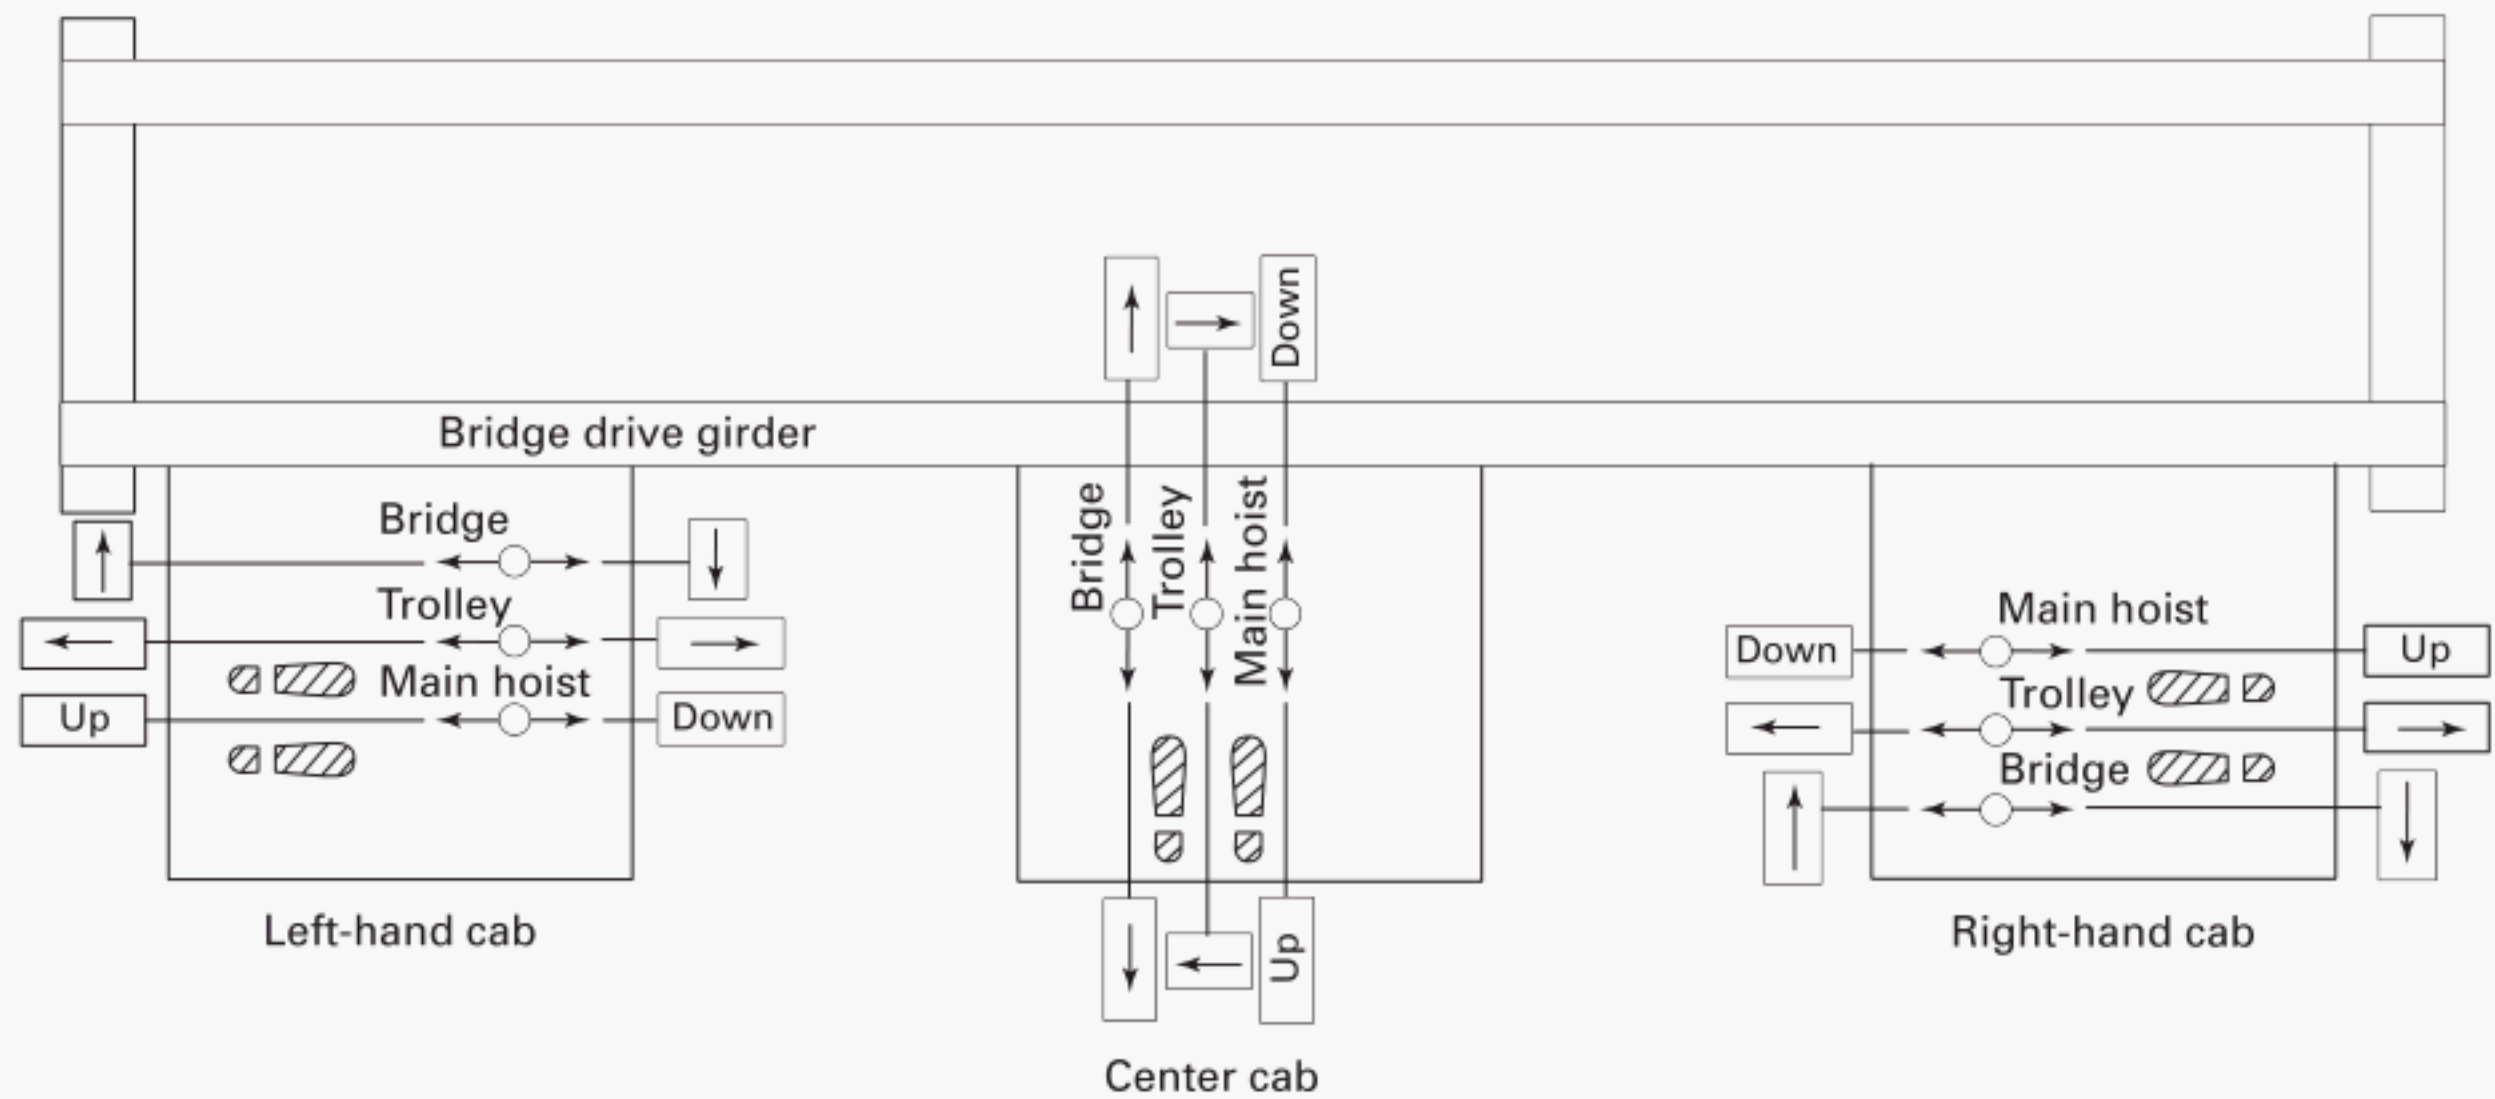 Bridge drive girder
Bridge
Trolley
Main hoist
Up
Down
Left-hand cab
Down
Bridge
Trolley
Main hoist
Up
Center cab
Main hoist
Down
Up
Trolley
Bridge
Right-hand cab